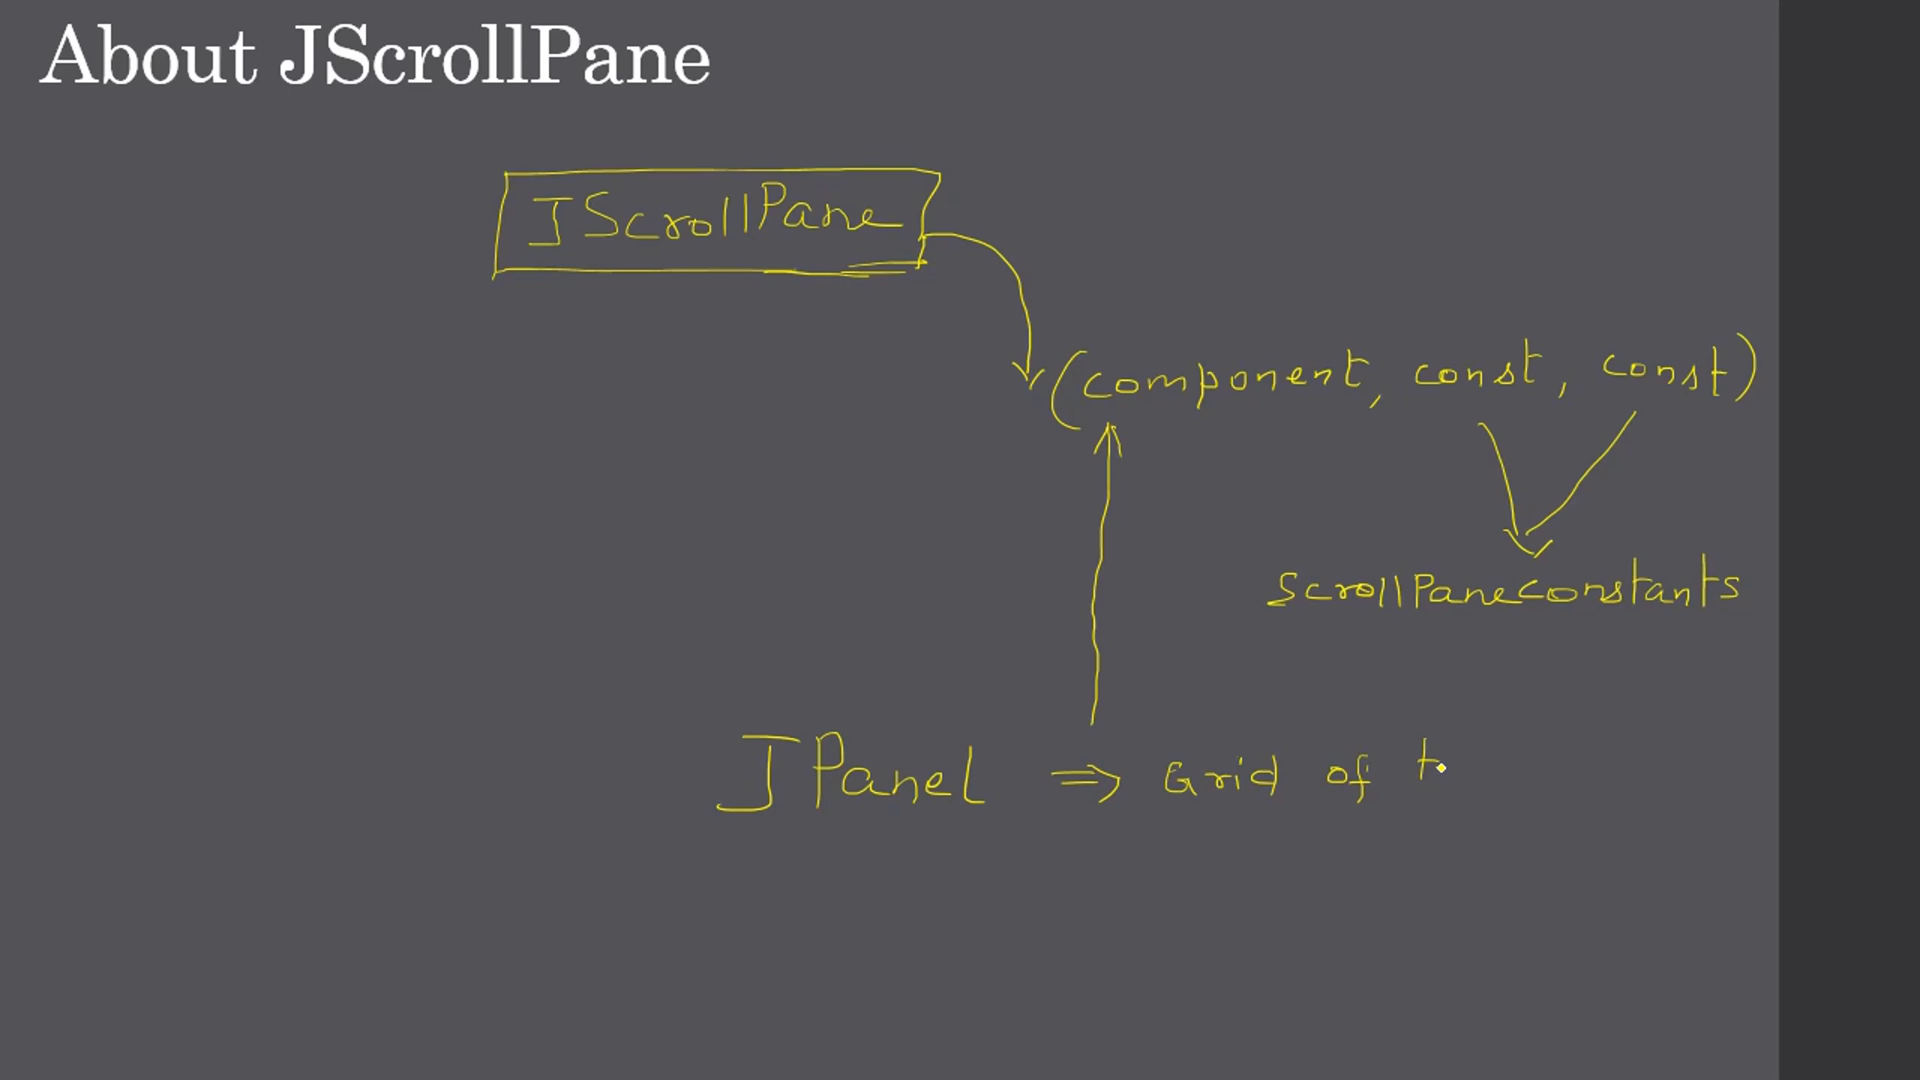 About JScrollPane
JScrollPane
(component, const, const)
ScrollPaneConstants
JPanel ⇒ Grid of